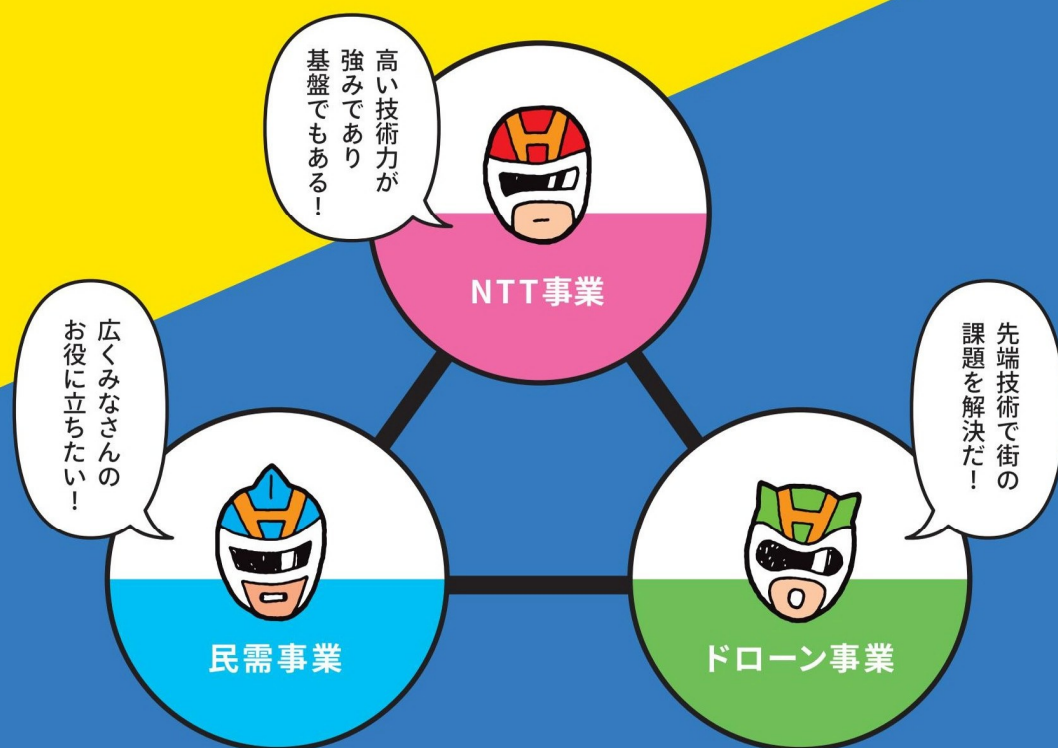 高い技術力が
強みであり
基盤でもある！
NTT事業
広くみなさんの
お役に立ちたい！
民需事業
先端技術で街の
課題を解決だ！
ドローン事業